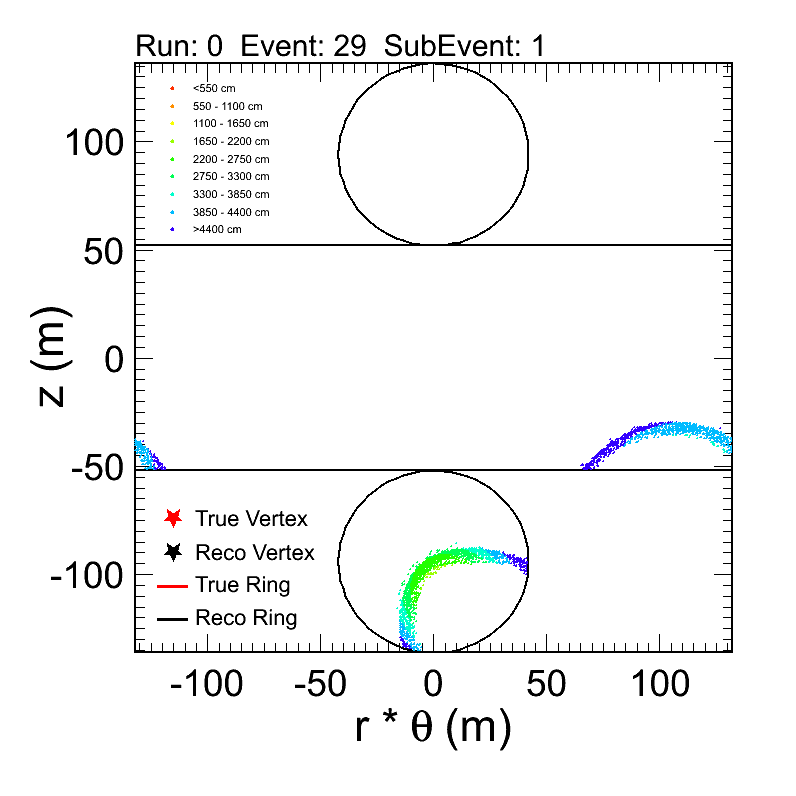 Run: 0 Event: 29 SubEvent: 1
<550 cm
550 - 1100 cm
1100 - 1650 cm
1650 - 2200 cm
2200 - 2750 cm
2750 - 3300 cm
3300 - 3850 cm
3850 - 4400 cm
>4400 cm
100
50
0
-50
-100
z (m)
True Vertex
Reco Vertex
True Ring
Reco Ring
-100 -50 0 50 100
r * θ (m)